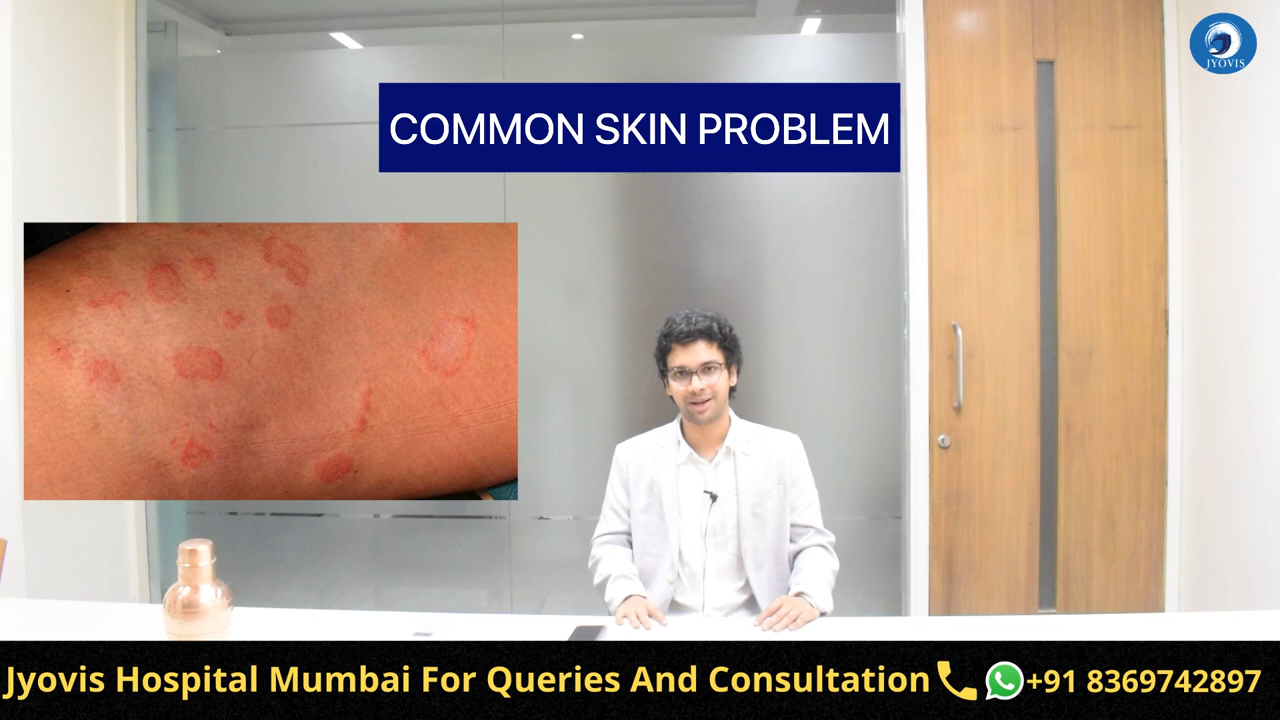 JYOVIS
COMMON SKIN PROBLEM
Jyovis Hospital Mumbai For Queries And Consultation +91 8369742897